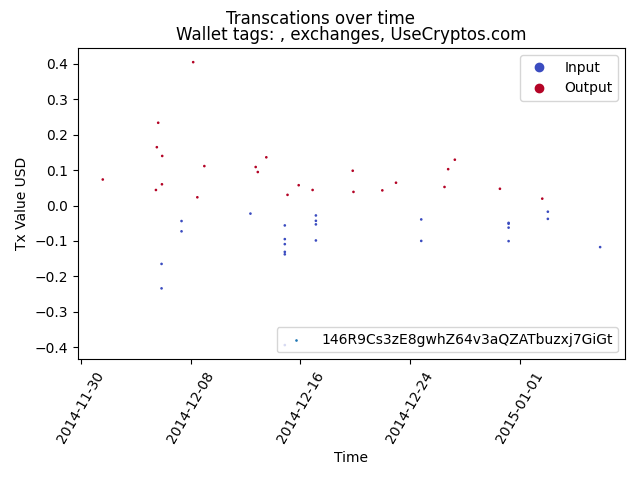 Transcations over time
Wallet tags: , exchanges, UseCryptos.com
Input
Output
0.4
0.3
0.2
0.1
0.0
−0.1
−0.2
−0.3
−0.4
Tx Value USD
146R9Cs3zE8gwhZ64v3aQZATbuzxj7GiGt
2014-11-30
2014-12-08
2014-12-16
2014-12-24
2015-01-01
Time